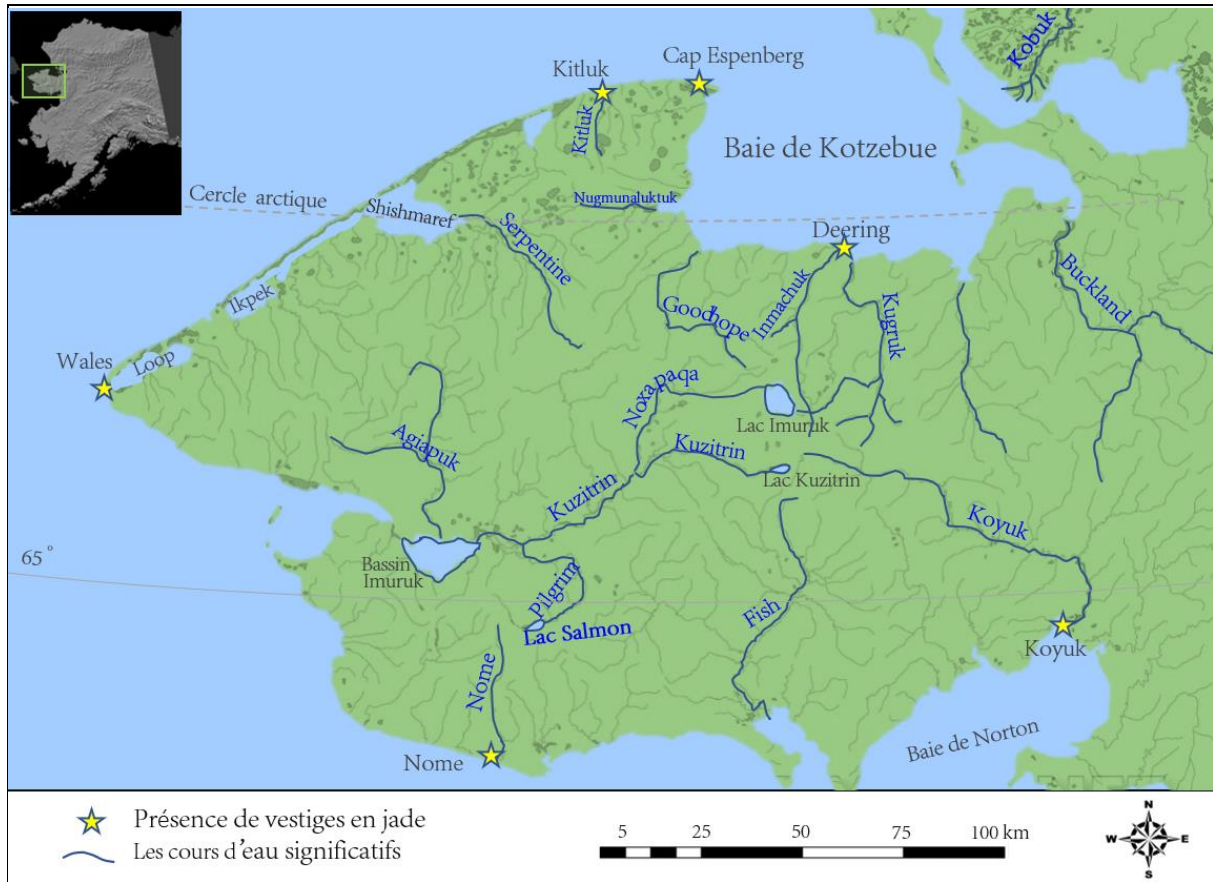 Kobuk
Cap Espenberg
Kitluk
Kitluk
Baie de Kotzebue
Cercle arctique
Nugmunaluktuk
Shishmaref
Deering
Serpentine
Buckland
Ikpek
Goodhope
Inmachuk
Kugruk
Loop
Wales
Noxapaqa
Lac Imuruk
Agiapuk
Kuzitrin
Lac Kuzitrin
Kuzitrin
Koyuk
65°
Bassin
Imuruk
Pilgrim
Fish
Lac Salmon
Koyuk
Nome
Baie de Norton
Nome
Présence de vestiges en jade
Les cours d'eau significatifs
5 25 50 75 100 km
N
W E
S